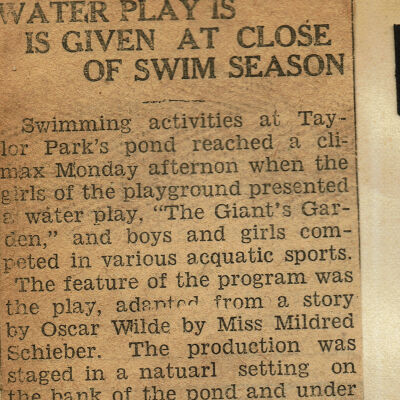 WATER PLAY IS
IS GIVEN AT CLOSE
OF SWIM SEASON
Swimming activities at Tay-
lor Park's pond reached a cli-
max Monday afternon when the
girls of the playground presented
a water play, "The Giant's Gar-
den," and boys and girls com-
peted in various acquatic sports.
The feature of the program was
the play, adapted from a story
by Oscar Wilde by Miss Mildred
Schieber. The production was
staged in a natuarl setting on
the bank of the pond and under